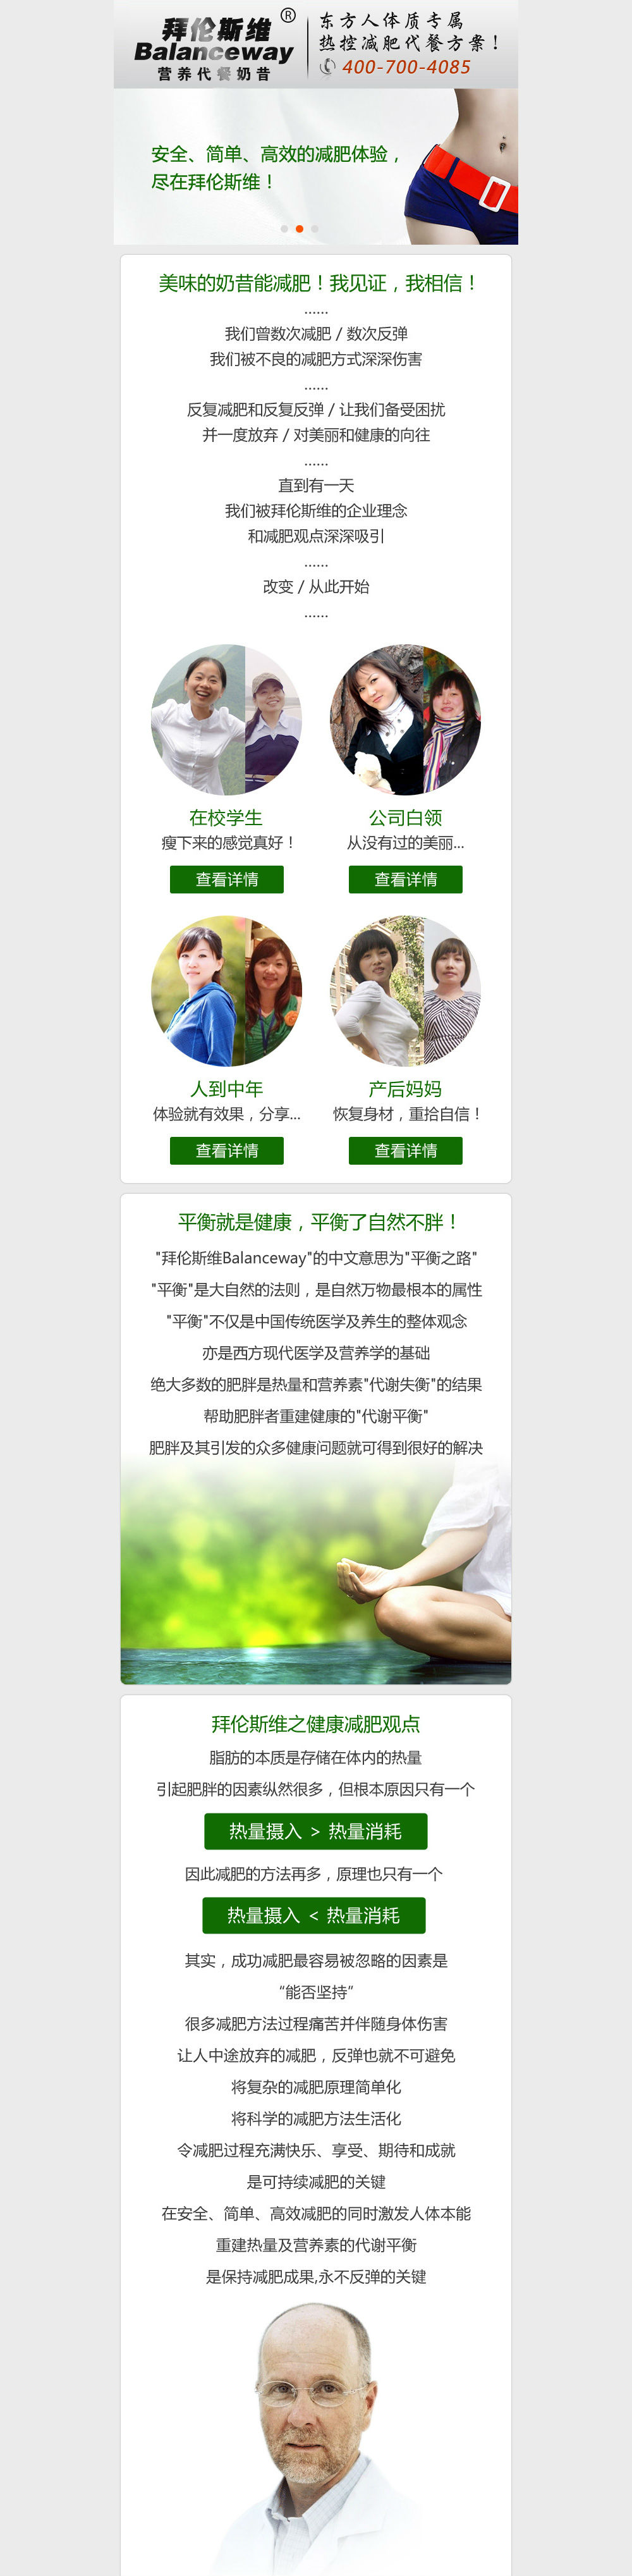 拜伦斯维®
Balanceway
营养代餐奶昔
东方人体质专属
热控减肥代餐方案！
400-700-4085
安全、简单、高效的减肥体验，
尽在拜伦斯维！
美味的奶昔能减肥！我见证，我相信！
......
我们曾数次减肥 / 数次反弹
我们被不良的减肥方式深深伤害
......
反复减肥和反复反弹 / 让我们备受困扰
并一度放弃 / 对美丽和健康的向往
......
直到有一天
我们被拜伦斯维的企业理念
和减肥观点深深吸引
......
改变 / 从此开始
......
在校学生
瘦下来的感觉真好！
查看详情
公司白领
从没有过的美丽...
查看详情
人到中年
体验就有效果，分享...
查看详情
产后妈妈
恢复身材，重拾自信！
查看详情
平衡就是健康，平衡了自然不胖！
"拜伦斯维Balanceway"的中文意思为"平衡之路"
"平衡"是大自然的法则，是自然万物最根本的属性
"平衡"不仅是中国传统医学及养生的整体观念
亦是西方现代医学及营养学的基础
绝大多数的肥胖是热量和营养素"代谢失衡"的结果
帮助肥胖者重建健康的"代谢平衡"
肥胖及其引发的众多健康问题就可得到很好的解决
拜伦斯维之健康减肥观点
脂肪的本质是存储在体内的热量
引起肥胖的因素纵然很多，但根本原因只有一个
热量摄入 > 热量消耗
因此减肥的方法再多，原理也只有一个
热量摄入 < 热量消耗
其实，成功减肥最容易被忽略的因素是
“能否坚持”
很多减肥方法过程痛苦并伴随身体伤害
让人中途放弃的减肥，反弹也就不可避免
将复杂的减肥原理简单化
将科学的减肥方法生活化
令减肥过程充满快乐、享受、期待和成就
是可持续减肥的关键
在安全、简单、高效减肥的同时激发人体本能
重建热量及营养素的代谢平衡
是保持减肥成果,永不反弹的关键